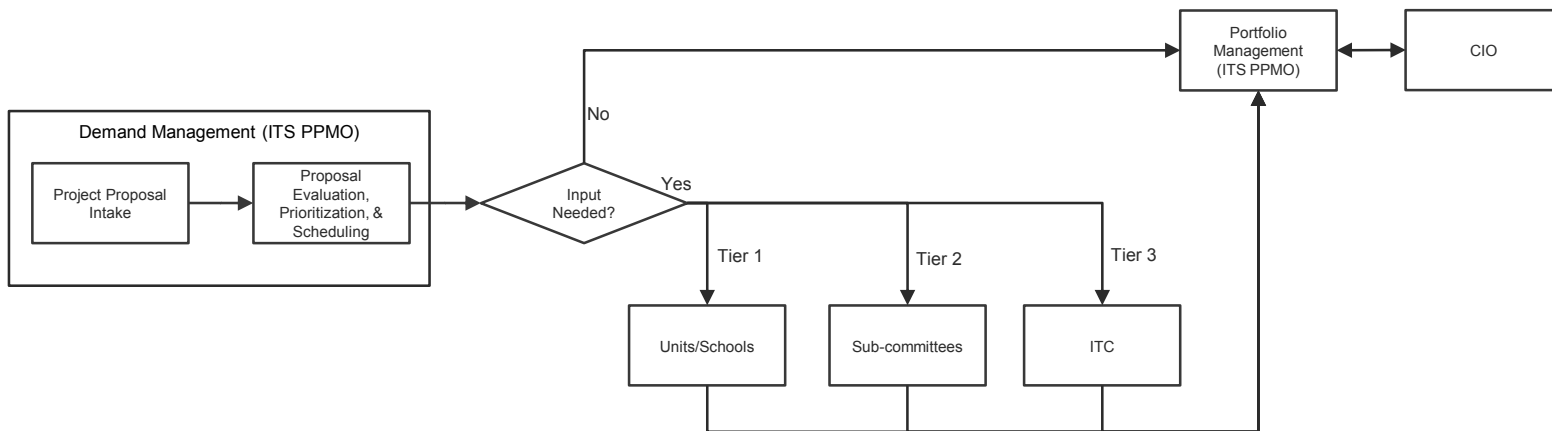 Portfolio
Management
(ITS PPMO)
CIO
No
Demand Management (ITS PPMO)
Project Proposal
Intake
Proposal
Evaluation,
Prioritization, &
Scheduling
Input
Needed?
Yes
Tier 1
Tier 2
Tier 3
Units/Schools
Sub-committees
ITC